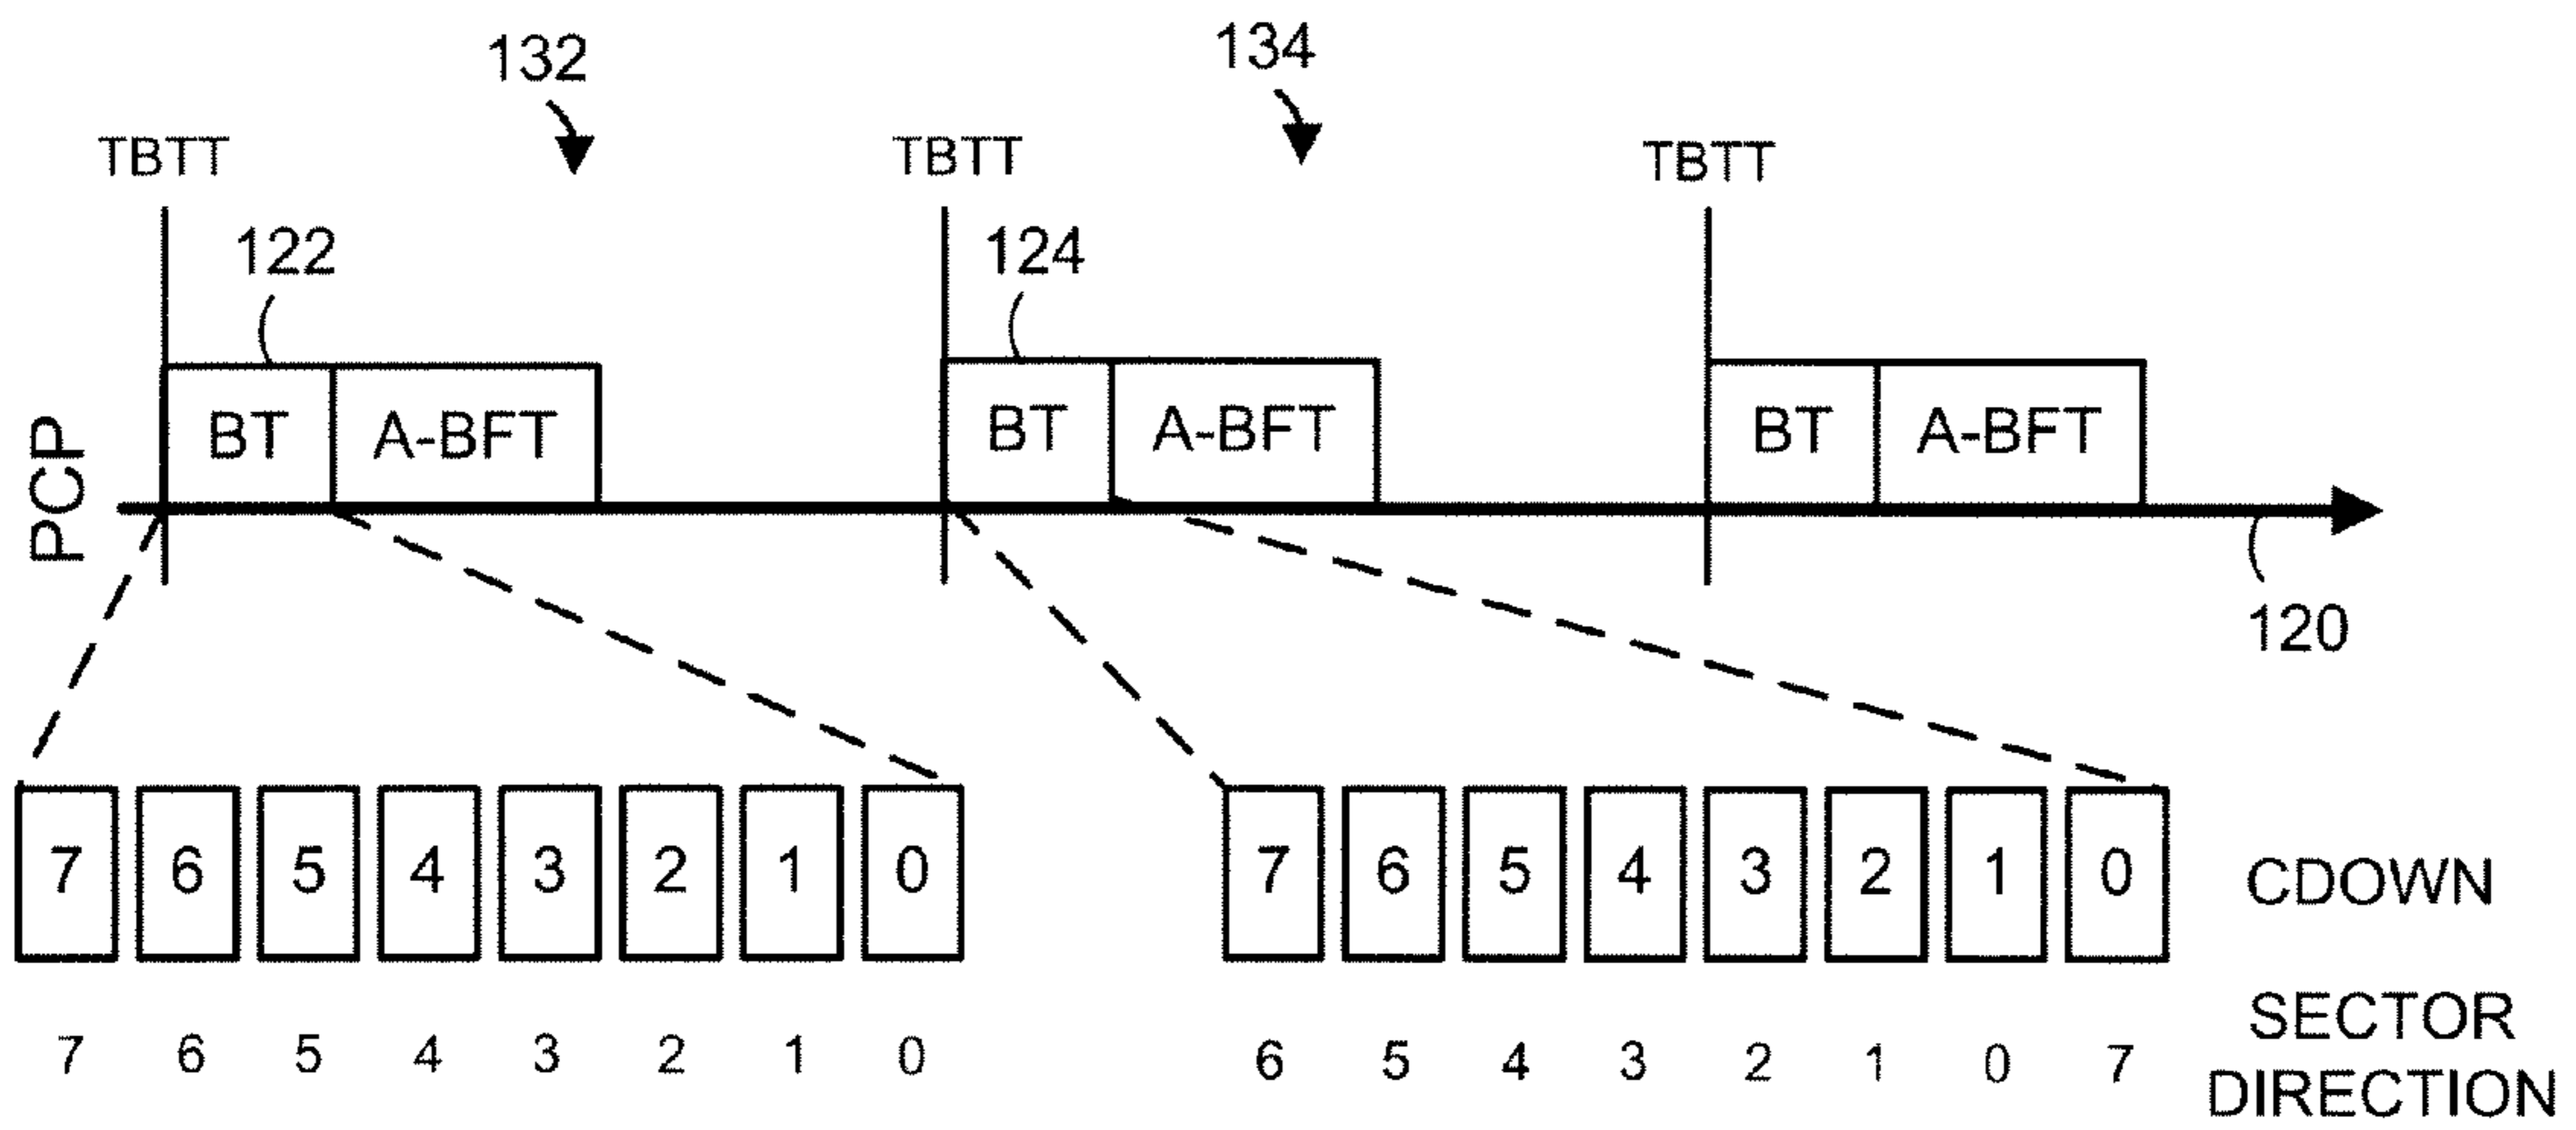 132 134
TBTT TBTT TBTT
122 124
PCP
BT A-BFT BT A-BFT BT A-BFT
120
7 6 5 4 3 2 1 0 7 6 5 4 3 2 1 0 CDOWN
7 6 5 4 3 2 1 0 6 5 4 3 2 1 0 7 SECTOR
DIRECTION